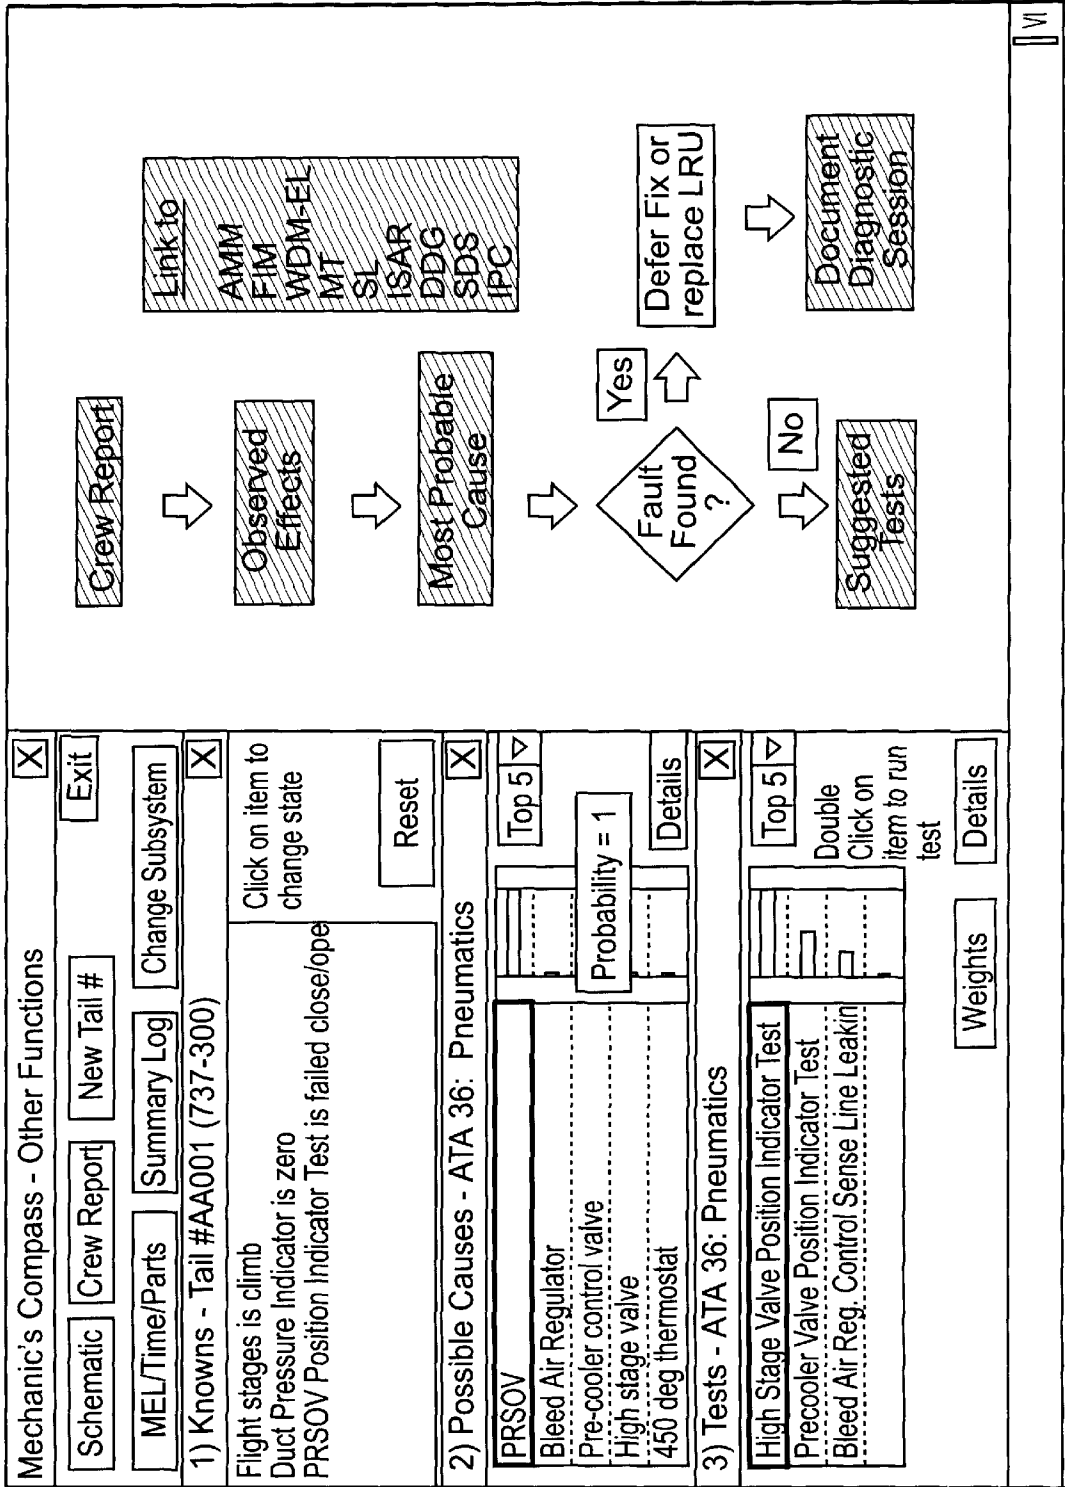 Mechanic's Compass - Other Functions
X
Schematic
Crew Report
New Tail #
Exit
MEL/Time/Parts
Summary Log
Change Subsystem
1) Knowns - Tail #AA001 (737-300)
X
Flight stages is climb
Duct Pressure Indicator is zero
PRSOV Position Indicator Test is failed close/ope
Click on item to
change state
Reset
2) Possible Causes - ATA 36: Pneumatics
X
PRSOV
Bleed Air Regulator
Pre-cooler control valve
High stage valve
450 deg thermostat
Top 5
Probability = 1
Details
3) Tests - ATA 36: Pneumatics
X
High Stage Valve Position Indicator Test
Precooler Valve Position Indicator Test
Bleed Air Reg. Control Sense Line Leakin
Top 5
Double
Click on
item to run
test
Weights
Details
Crew Report
Observed
Effects
Most Probable
Cause
Fault
Found
?
Yes
No
Suggested
Tests
Link to
AMM
FIM
WDM-EL
MT
SL
ISAR
DDG
SDS
IPC
Defer Fix or
replace LRU
Document
Diagnostic
Session